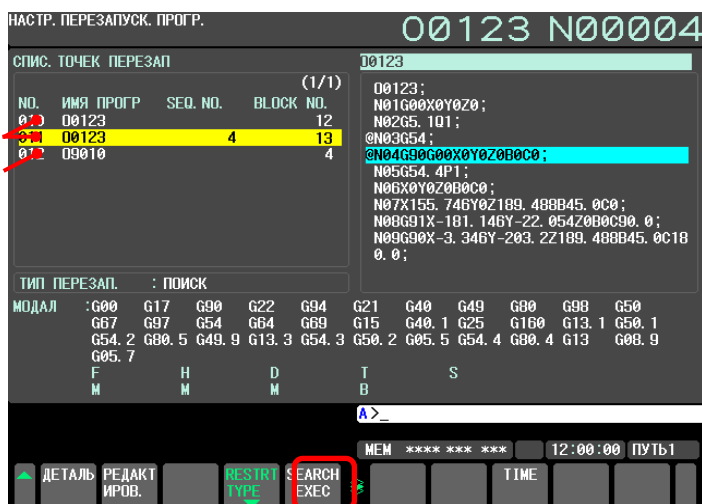 НАСТР. ПЕРЕЗАПУСК. ПРОГР.
O0123 N00004
СПИС. ТОЧЕК ПЕРЕЗАП
(1/1)
NO. ИМЯ ПРОГР SEQ. NO. BLOCK NO.
010 O0123 12
011 O0123 4 13
012 O9010 4
O0123
O0123;
N01G00X0Y0Z0;
N02G5.1Q1;
@N03G54;
@N04G90G00X0Y0Z0B0C0;
N05G54.4P1;
N06X0Y0Z0B0C0;
N07X155.746Y0Z189.488B45.0C0;
N08G91X-181.146Y-22.054Z0B0C90.0;
N09G90X-3.346Y-203.2Z189.488B45.0C18
0.0;
ТИП ПЕРЕЗАП. : ПОИСК
МОДАЛ :G00 G17 G90 G22 G94 G21 G40 G49 G80 G98 G50
G67 G97 G54 G64 G69 G15 G40.1 G25 G160 G13.1 G50.1
G54.2 G80.5 G49.9 G13.3 G54.3 G50.2 G05.5 G54.4 G80.4 G13 G08.9
G05.7
F H D T S
M M M B
A>_
MEM **** *** *** 12:00:00 ПУТЬ1
ДЕТАЛЬ РЕДАКТ RESTRT SEARCH TIME
ИРОВ. TYPE EXEC